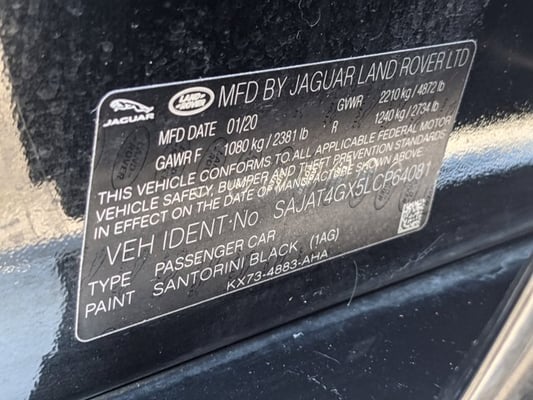 JAGUAR LAND ROVER MFD BY JAGUAR LAND ROVER LTD
MFD DATE 01/20 GVWR 2210 kg / 4872 lb
GAWR F 1080 kg / 2381 lb R 1240 kg / 2734 lb
THIS VEHICLE CONFORMS TO ALL APPLICABLE FEDERAL MOTOR
VEHICLE SAFETY, BUMPER AND THEFT PREVENTION STANDARDS
IN EFFECT ON THE DATE OF MANUFACTURE SHOWN ABOVE
VEH IDENT·No SAJAT4GX5LCP64081
TYPE PASSENGER CAR
PAINT SANTORINI BLACK (1AG)
KX73-4883-AHA